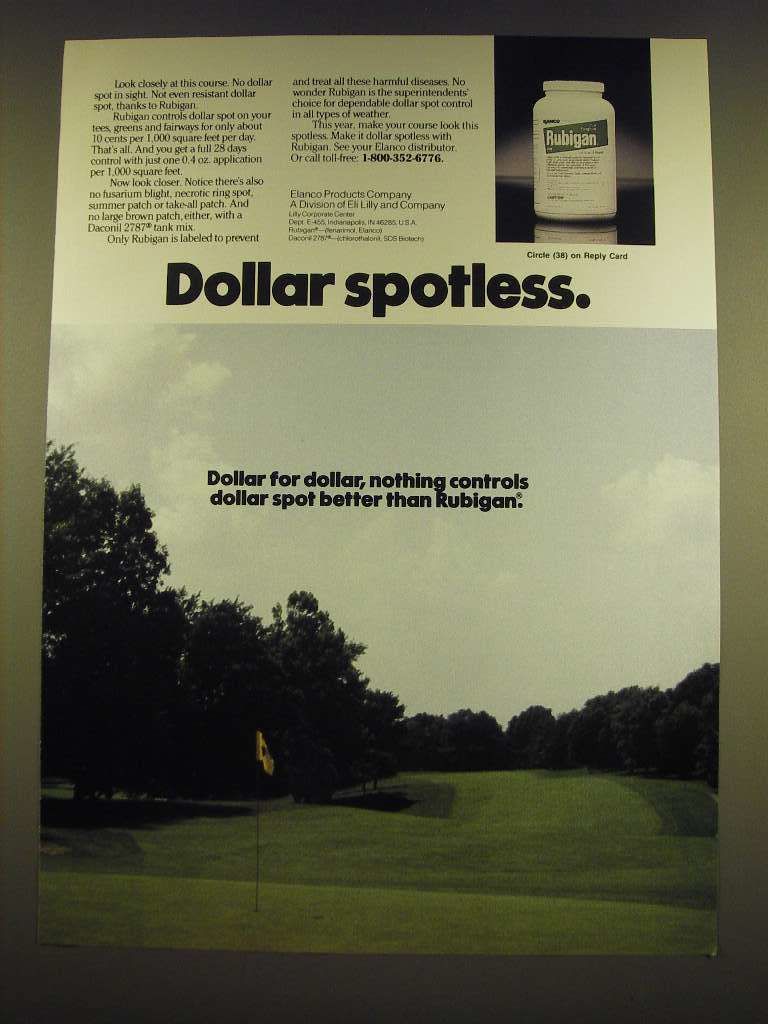 Look closely at this course. No dollar
spot in sight. Not even resistant dollar
spot, thanks to Rubigan.
Rubigan controls dollar spot on your
tees, greens and fairways for only about
10 cents per 1,000 square feet per day.
That's all. And you get a full 28 days
control with just one 0.4 oz. application
per 1,000 square feet.
Now look closer. Notice there's also
no fusarium blight, necrotic ring spot,
summer patch or take-all patch. And
no large brown patch, either, with a
Daconil 2787® tank mix.
Only Rubigan is labeled to prevent
and treat all these harmful diseases. No
wonder Rubigan is the superintendents'
choice for dependable dollar spot control
in all types of weather.
This year, make your course look this
spotless. Make it dollar spotless with
Rubigan. See your Elanco distributor.
Or call toll-free: 1-800-352-6776.
Elanco Products Company
A Division of Eli Lilly and Company
Lilly Corporate Center
Dept. E-455, Indianapolis, IN 46285, U.S.A.
Rubigan®—(fenarimol, Elanco)
Daconil 2787®—(chlorothalonil, SDS Biotech)
ELANCO
Rubigan
Circle (38) on Reply Card
Dollar spotless.
Dollar for dollar, nothing controls
dollar spot better than Rubigan.®